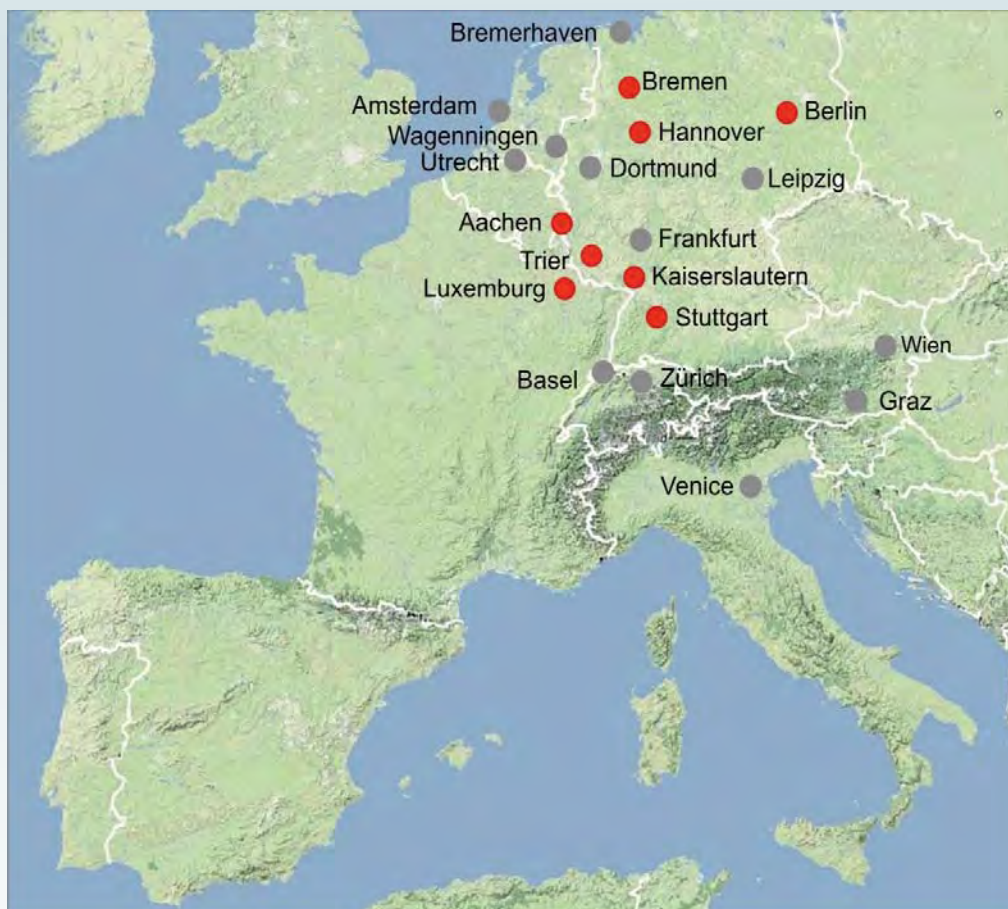 Bremerhaven
Bremen
Amsterdam
Berlin
Wagenningen
Hannover
Utrecht
Dortmund
Leipzig
Aachen
Frankfurt
Trier
Kaiserslautern
Luxemburg
Stuttgart
Wien
Basel
Zürich
Graz
Venice